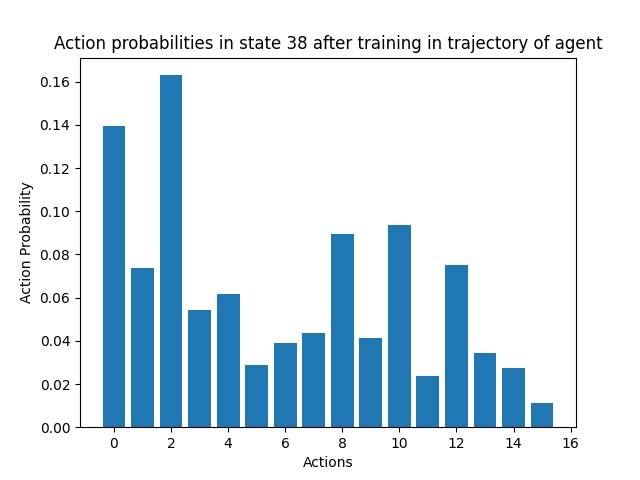 Action probabilities in state 38 after training in trajectory of agent
0.16
0.14
0.12
0.10
0.08
0.06
0.04
0.02
0.00
Action Probability
0 2 4 6 8 10 12 14 16
Actions